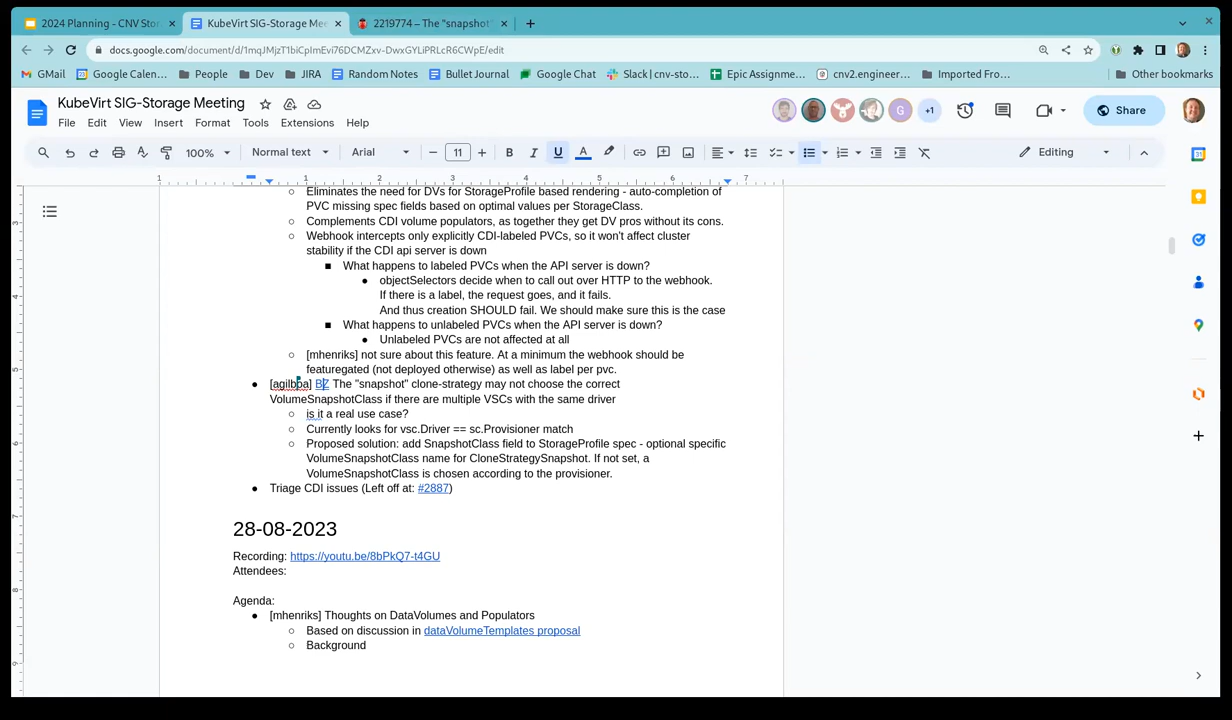 2024 Planning - CNV Stor
KubeVirt SIG-Storage Mee
2219774 – The "snapshot"
docs.google.com/document/d/1mqJMjzT1biCpImEvi76DCMZxv-DwxGYLiPRLcR6CWpE/edit
GMail
Google Calen...
People
Dev
JIRA
Random Notes
Bullet Journal
Google Chat
Slack | cnv-sto...
Epic Assignme...
cnv2.engineer...
Imported Fro...
Other bookmarks
KubeVirt SIG-Storage Meeting
File Edit View Insert Format Tools Extensions Help
G
+1
Share
100%
Normal text
Arial
11
Editing
1 1 2 3 4 5 6 7
Eliminates the need for DVs for StorageProfile based rendering - auto-completion of
PVC missing spec fields based on optimal values per StorageClass.
Complements CDI volume populators, as together they get DV pros without its cons.
Webhook intercepts only explicitly CDI-labeled PVCs, so it won't affect cluster
stability if the CDI api server is down
What happens to labeled PVCs when the API server is down?
objectSelectors decide when to call out over HTTP to the webhook.
If there is a label, the request goes, and it fails.
And thus creation SHOULD fail. We should make sure this is the case
What happens to unlabeled PVCs when the API server is down?
Unlabeled PVCs are not affected at all
[mhenriks] not sure about this feature. At a minimum the webhook should be
featuregated (not deployed otherwise) as well as label per pvc.
[agilboa] BZ The "snapshot" clone-strategy may not choose the correct
VolumeSnapshotClass if there are multiple VSCs with the same driver
is it a real use case?
Currently looks for vsc.Driver == sc.Provisioner match
Proposed solution: add SnapshotClass field to StorageProfile spec - optional specific
VolumeSnapshotClass name for CloneStrategySnapshot. If not set, a
VolumeSnapshotClass is chosen according to the provisioner.
Triage CDI issues (Left off at: #2887)
28-08-2023
Recording: https://youtu.be/8bPkQ7-t4GU
Attendees:
Agenda:
[mhenriks] Thoughts on DataVolumes and Populators
Based on discussion in dataVolumeTemplates proposal
Background